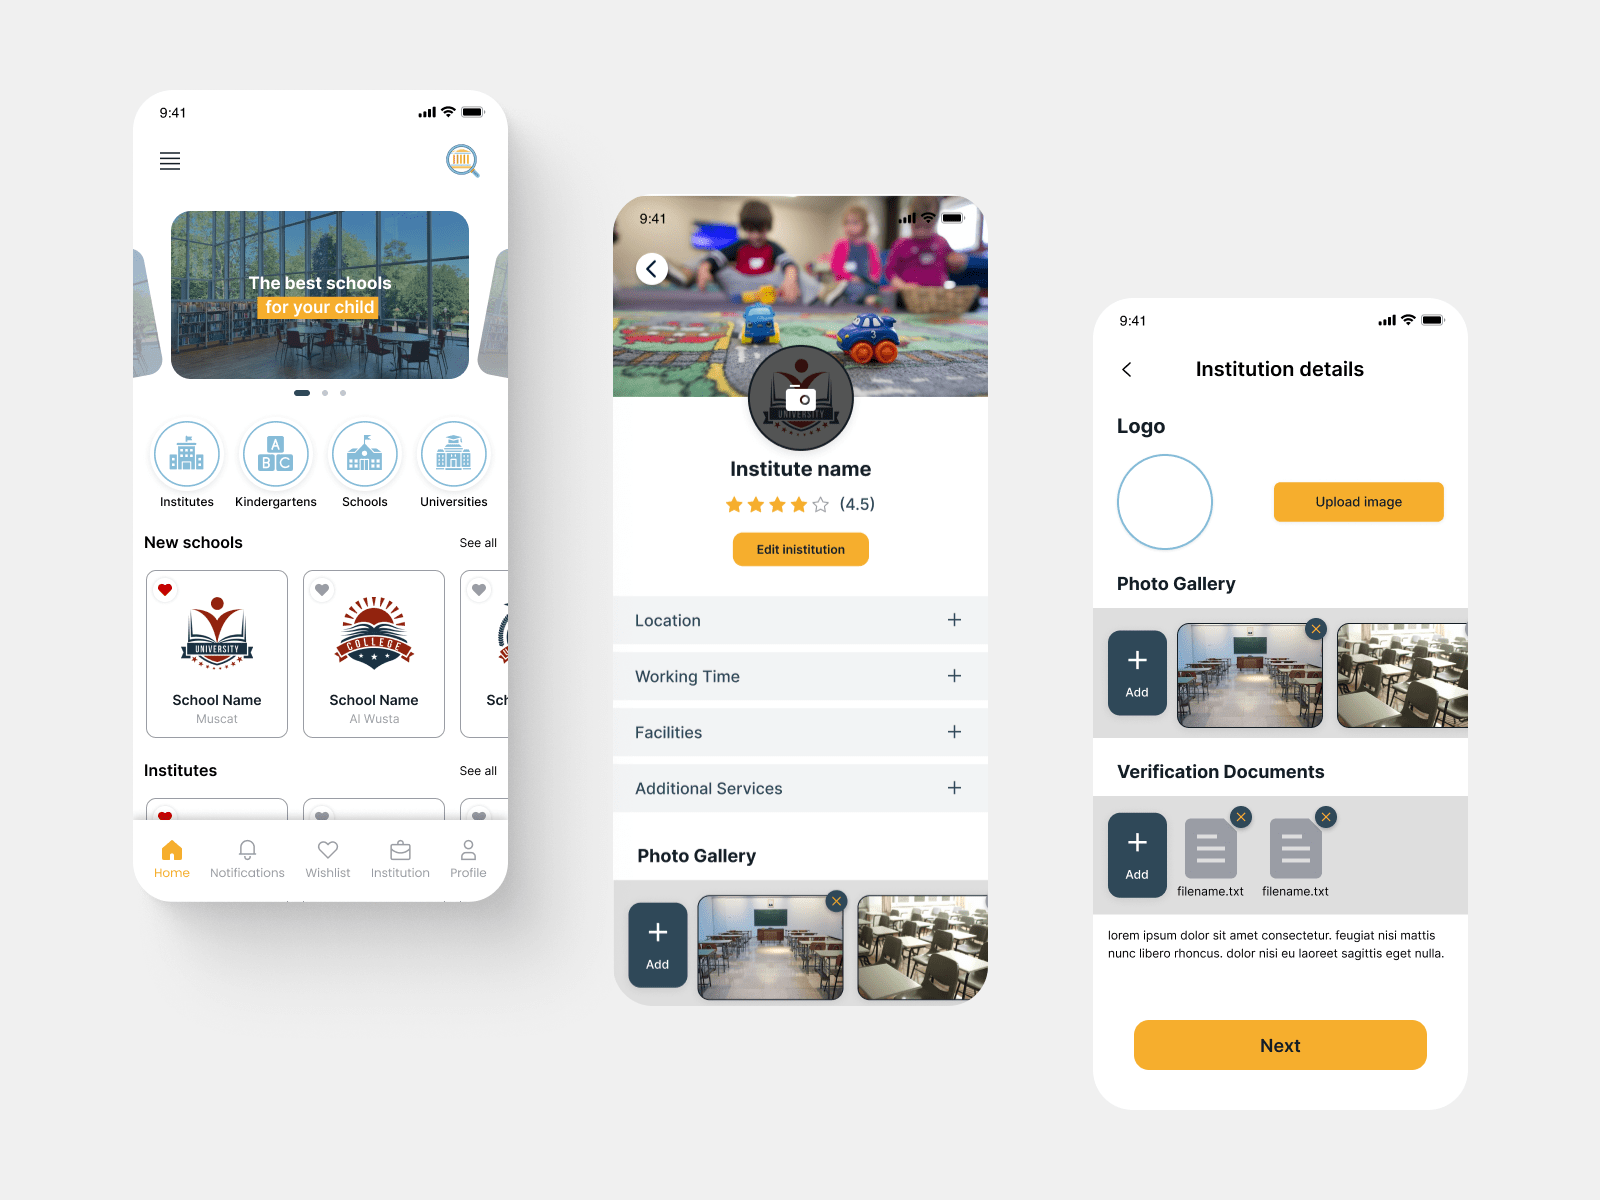 9:41
The best schools
for your child
A
B C
Institutes
Kindergartens
Schools
Universities
New schools
See all
UNIVERSITY
School Name
Muscat
COLLEGE
School Name
Al Wusta
Sch
Institutes
See all
Home
Notifications
Wishlist
Institution
Profile
9:41
3
UNIVERSITY
Institute name
(4.5)
Edit inistitution
Location
Working Time
Facilities
Additional Services
Photo Gallery
Add
9:41
Institution details
Logo
Upload image
Photo Gallery
Add
Verification Documents
Add
filename.txt
filename.txt
lorem ipsum dolor sit amet consectetur. feugiat nisi mattis
nunc libero rhoncus. dolor nisi eu laoreet sagittis eget nulla.
Next